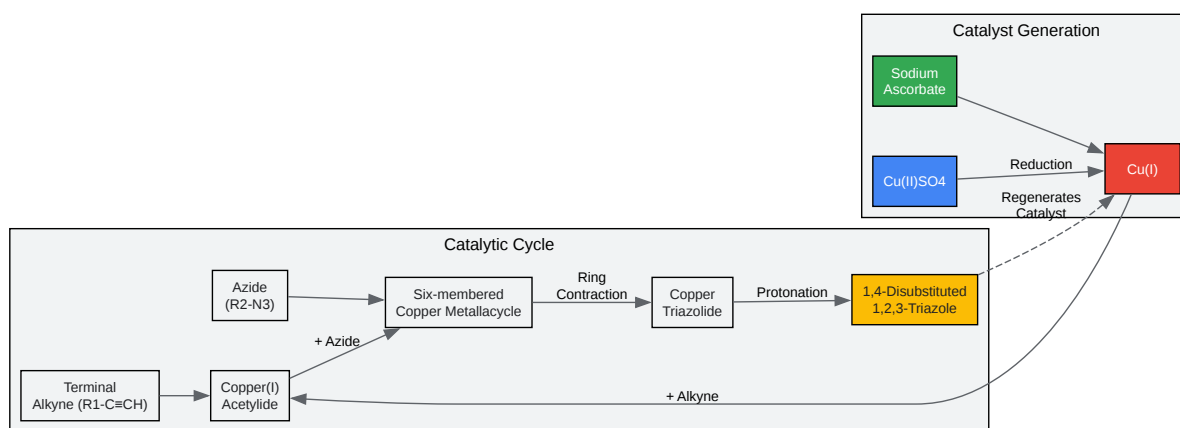 Catalyst Generation
Sodium
Ascorbate
Cu(II)SO4
Reduction
Cu(I)
Regenerates
Catalyst
Catalytic Cycle
Azide
(R2-N3)
Six-membered
Copper Metallacycle
Ring
Contraction
Copper
Triazolide
Protonation
1,4-Disubstituted
1,2,3-Triazole
+ Azide
Terminal
Alkyne (R1-C≡CH)
Copper(I)
Acetylide
+ Alkyne